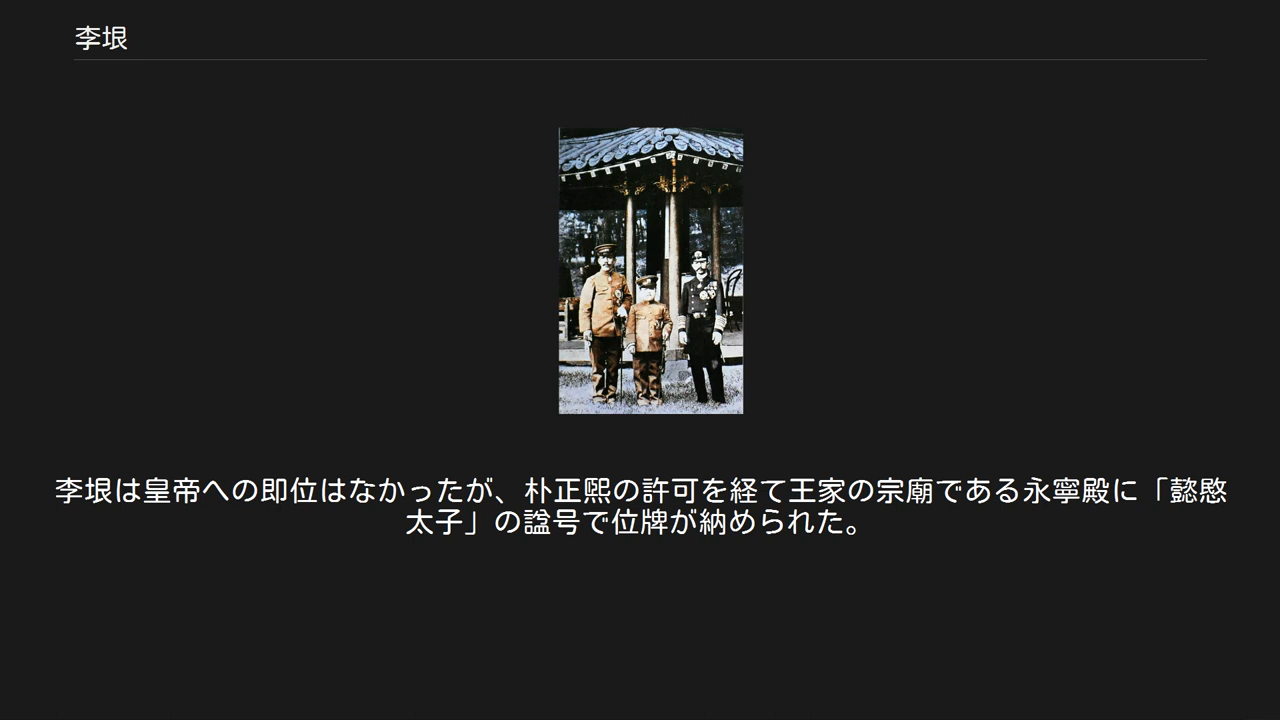 李垠
李垠は皇帝への即位はなかったが、朴正熙の許可を経て王家の宗廟である永寧殿に「懿愍
太子」の諡号で位牌が納められた。